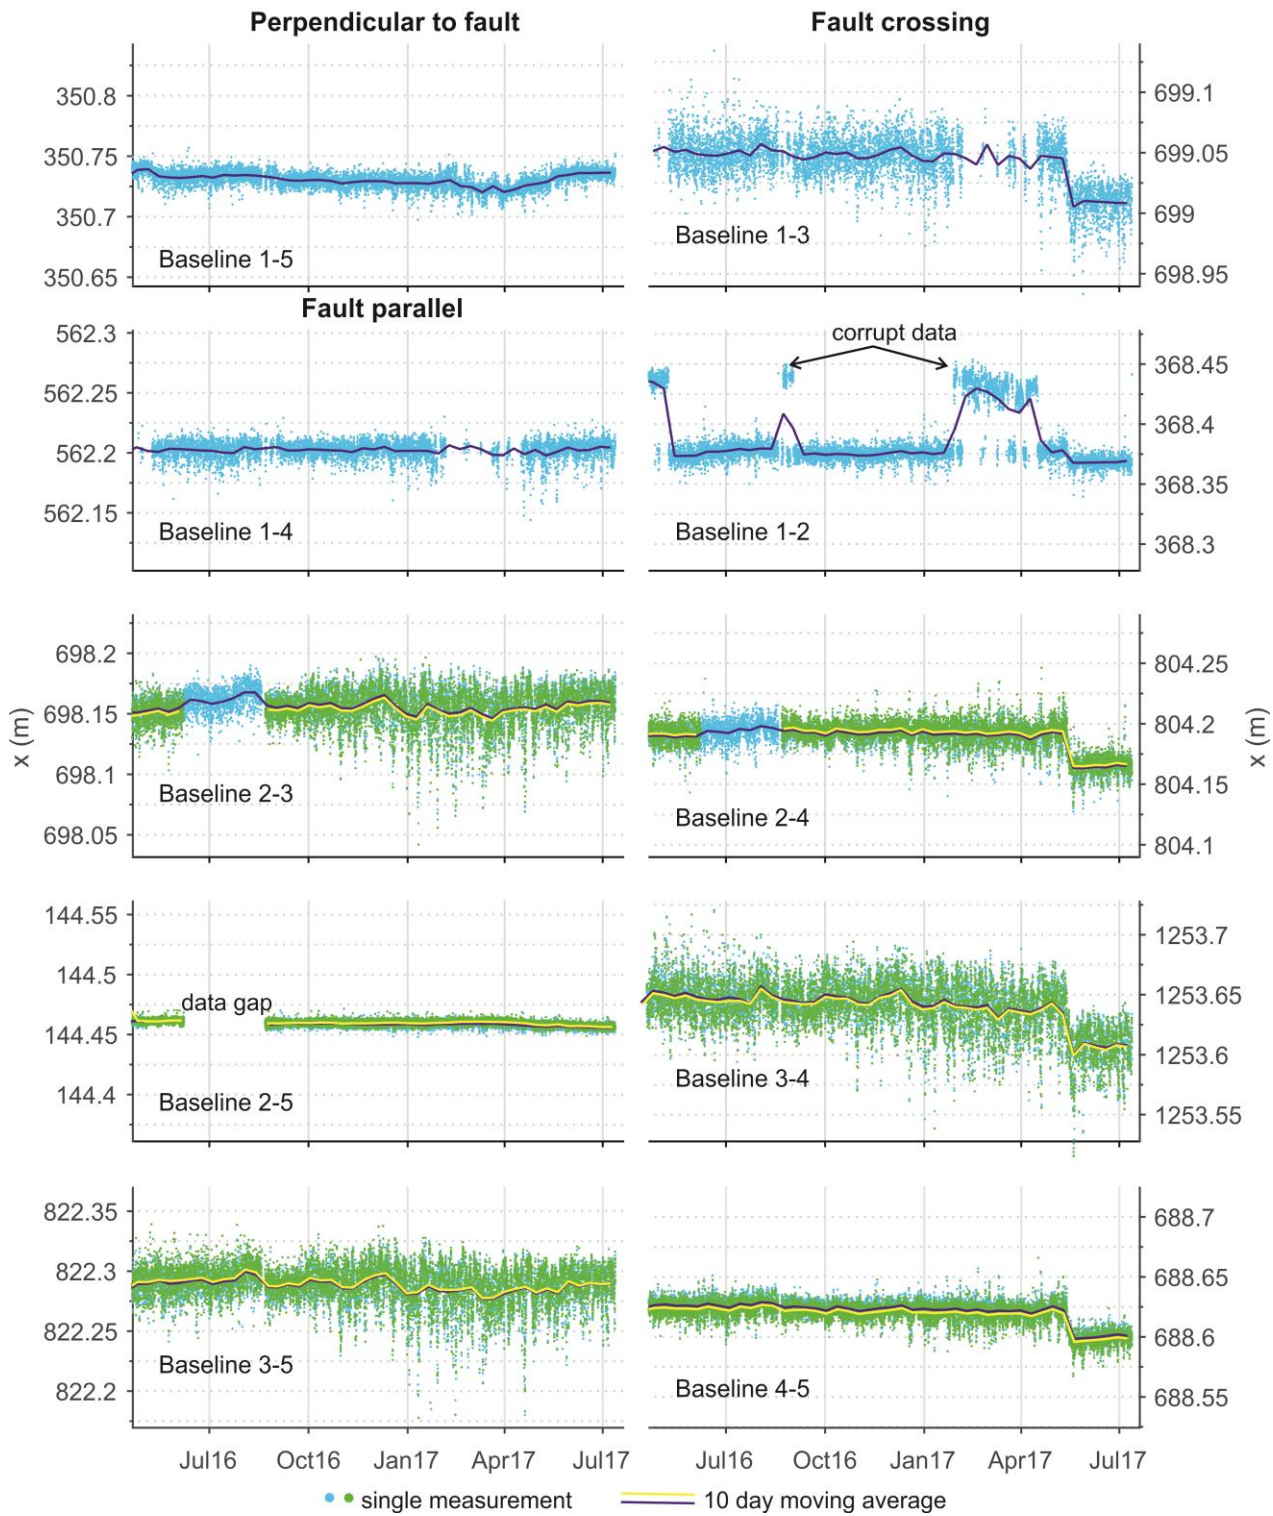 Perpendicular to fault
Fault crossing
350.8
350.75
350.7
350.65
Baseline 1-5
699.1
699.05
699
698.95
Baseline 1-3
Fault parallel
562.3
562.25
562.2
562.15
Baseline 1-4
corrupt data
368.45
368.4
368.35
368.3
Baseline 1-2
x (m)
698.2
698.15
698.1
698.05
Baseline 2-3
804.25
804.2
804.15
804.1
x (m)
Baseline 2-4
144.55
144.5
144.45
144.4
data gap
Baseline 2-5
1253.7
1253.65
1253.6
1253.55
Baseline 3-4
822.35
822.3
822.25
822.2
Baseline 3-5
688.7
688.65
688.6
688.55
Baseline 4-5
Jul16 Oct16 Jan17 Apr17 Jul17
Jul16 Oct16 Jan17 Apr17 Jul17
single measurement
10 day moving average